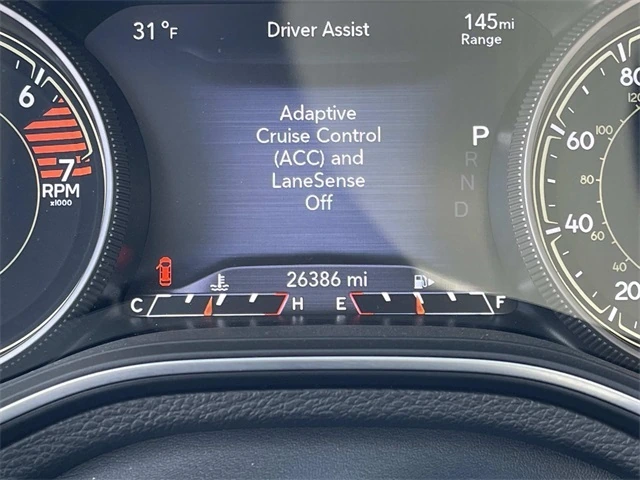 31 °F
Driver Assist
145mi
Range
Adaptive
Cruise Control
(ACC) and
LaneSense
Off
P
R
N
D
6
7
RPM
x1000
80
120
60
100
80
40
60
40
20
26386 mi
C
H
E
F